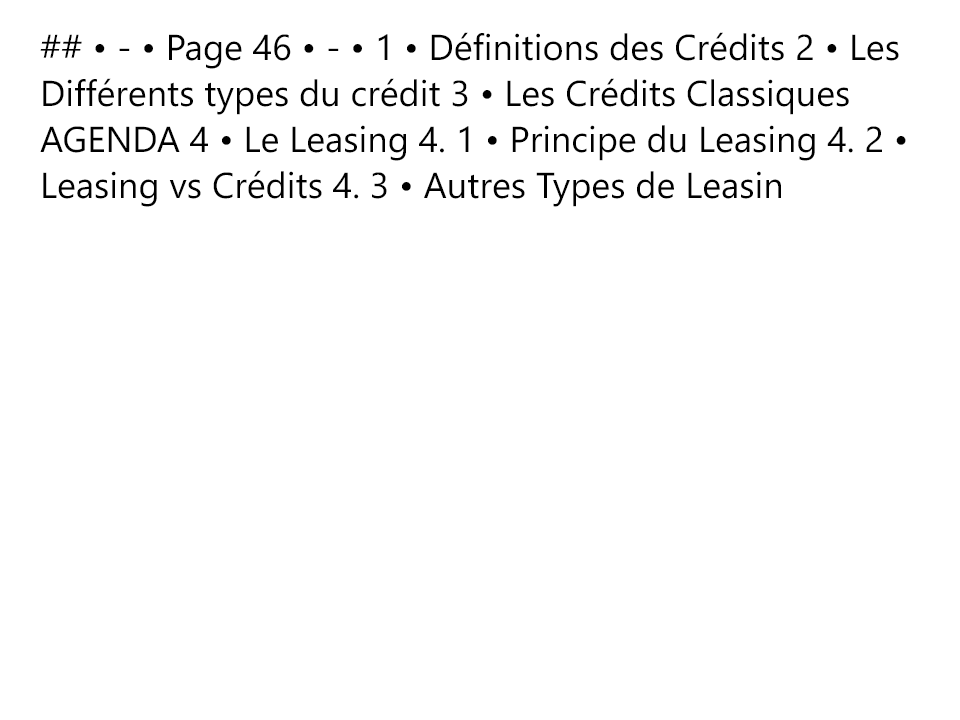 ## • - • Page 46 • - • 1 • Définitions des Crédits 2 • Les
Différents types du crédit 3 • Les Crédits Classiques
AGENDA 4 • Le Leasing 4. 1 • Principe du Leasing 4. 2 •
Leasing vs Crédits 4. 3 • Autres Types de Leasin